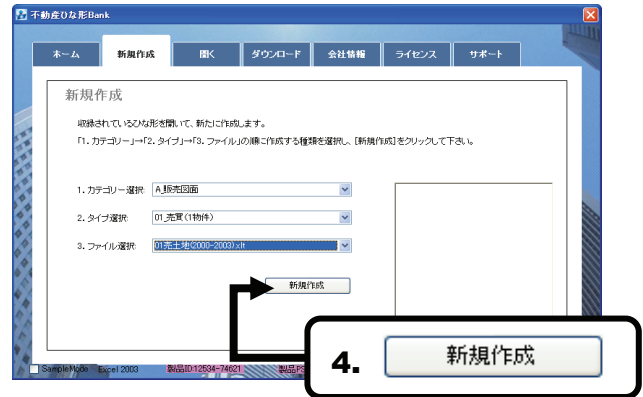 不動産ひな形Bank
ホーム 新規作成 開く ダウンロード 会社情報 ライセンス サポート
新規作成
収録されているひな形を開いて、新たに作成します。
「1. カテゴリー」→「2. タイプ」→「3. ファイル」の順に作成する種類を選択し、[新規作成]をクリックして下さい。
1. カテゴリー選択: A_販売図面
2. タイプ選択: 01_売買(1物件)
3. ファイル選択: 01売土地(2000-2003).xlt
新規作成
4. 新規作成
SampleMode Excel 2003 製品ID:12534-74621 製品PS